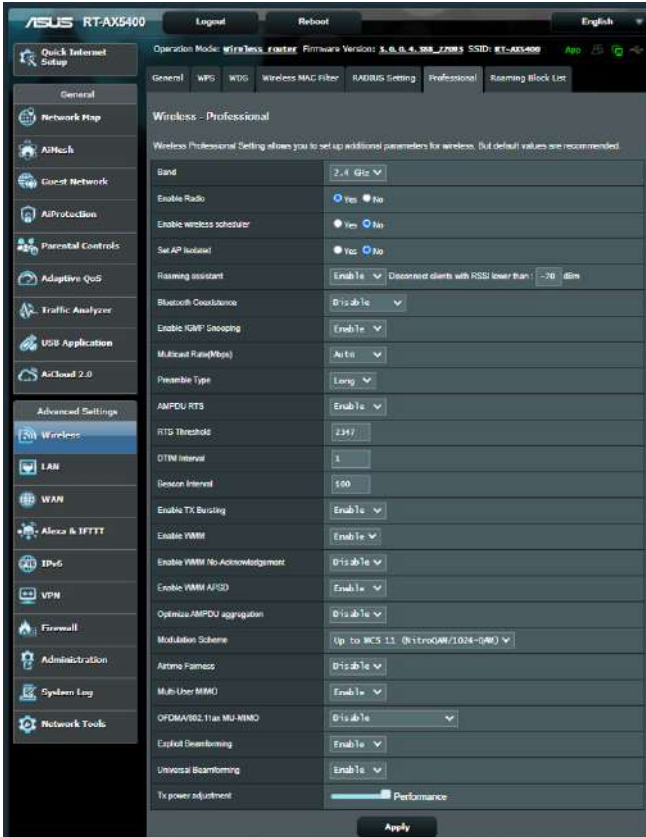 ASUS RT-AX5400 Logout Reboot English
Quick Internet Setup
Operation Mode: Wireless router Firmware Version: 3.0.0.4.388_22093 SSID: RT-AX5400 App
General WPS WDS Wireless MAC Filter RADIUS Setting Professional Roaming Block List
General
Network Map
AiMesh
Guest Network
AiProtection
Parental Controls
Adaptive QoS
Traffic Analyzer
USB Application
AiCloud 2.0
Advanced Settings
Wireless
LAN
WAN
Alexa & IFTTT
IPv6
VPN
Firewall
Administration
System Log
Network Tools
Wireless - Professional
Wireless Professional Setting allows you to set up additional parameters for wireless. But default values are recommended.
Band 2.4 GHz
Enable Radio Yes No
Enable wireless scheduler Yes No
Set AP Isolated Yes No
Roaming assistant Enable Disconnect clients with RSSI lower than : -70 dBm
Bluetooth Coexistence Disable
Enable IGMP Snooping Enable
Multicast Rate(Mbps) Auto
Preamble Type Long
AMPDU RTS Enable
RTS Threshold 2347
DTIM Interval 1
Beacon Interval 100
Enable TX Bursting Enable
Enable WMM Enable
Enable WMM No-Acknowledgement Disable
Enable WMM APSD Enable
Optimize AMPDU aggregation Disable
Modulation Scheme Up to MCS 11 (NitroQAM/1024-QAM)
Airtime Fairness Disable
Multi-User MIMO Enable
OFDMA/802.11ax MU-MIMO Disable
Explicit Beamforming Enable
Universal Beamforming Enable
Tx power adjustment Performance
Apply